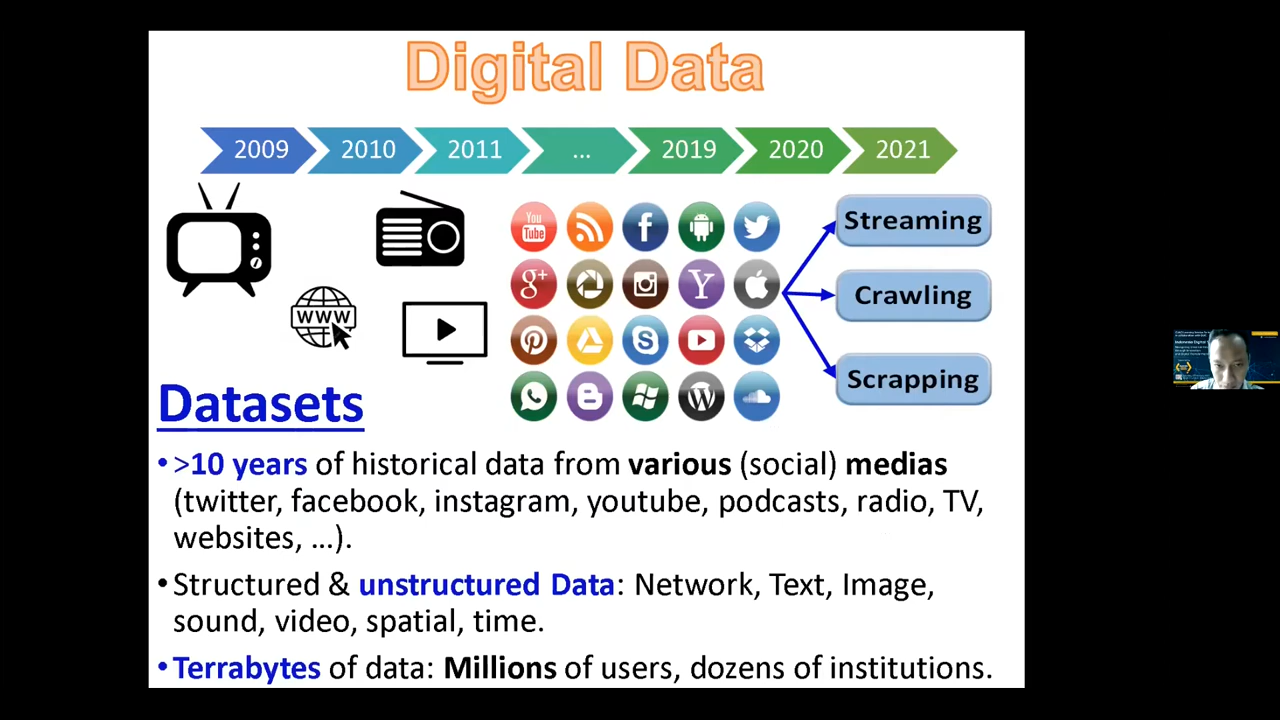 Digital Data
2009 2010 2011 ... 2019 2020 2021
You
Tube
g+
Y
www
Streaming
Crawling
Scrapping
Datasets
•>10 years of historical data from various (social) medias
(twitter, facebook, instagram, youtube, podcasts, radio, TV,
websites, ...).
•Structured & unstructured Data: Network, Text, Image,
sound, video, spatial, time.
•Terrabytes of data: Millions of users, dozens of institutions.